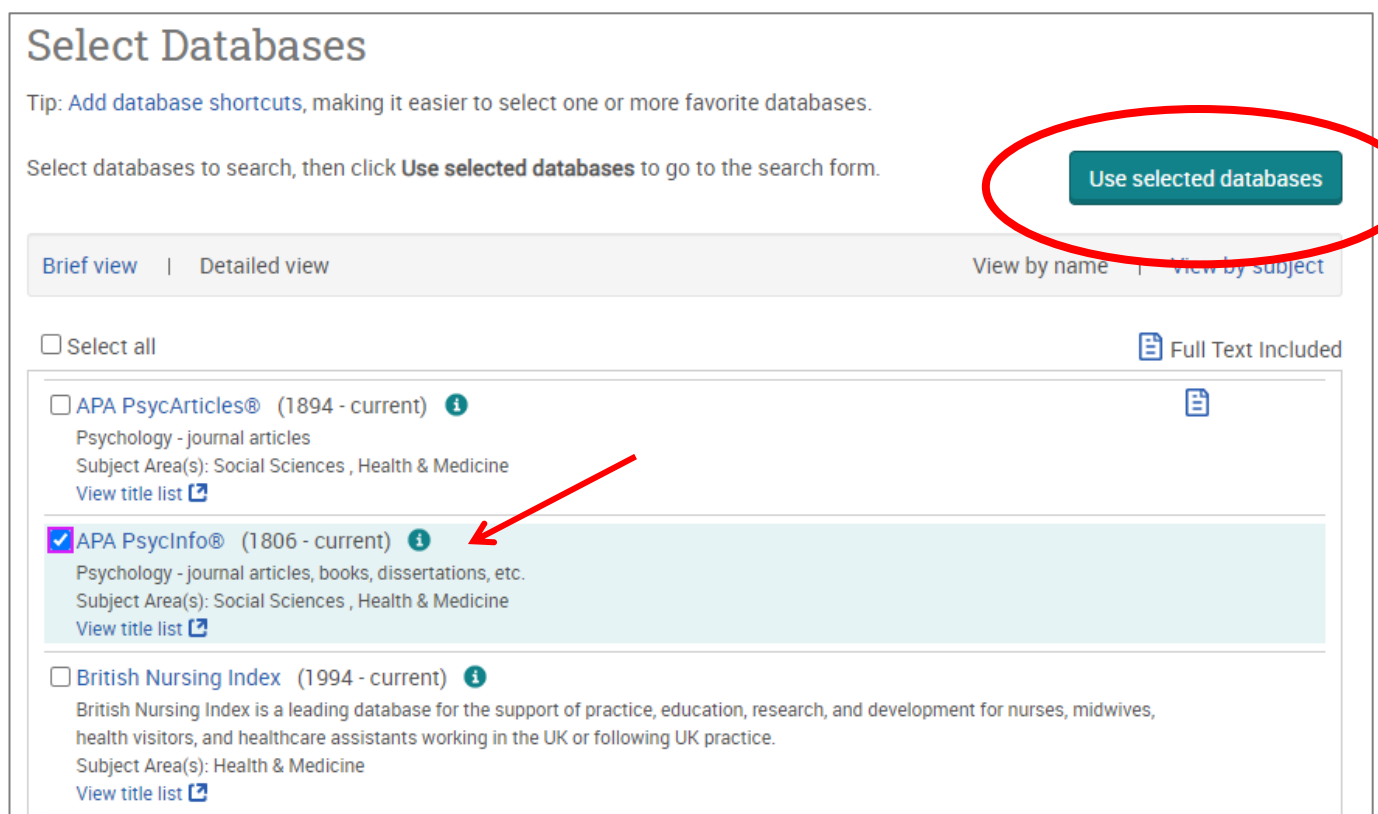 Select Databases
Tip: Add database shortcuts, making it easier to select one or more favorite databases.
Select databases to search, then click Use selected databases to go to the search form.
Use selected databases
Brief view | Detailed view
View by name | View by subject
Select all
Full Text Included
APA PsycArticles® (1894 - current)
Psychology - journal articles
Subject Area(s): Social Sciences , Health & Medicine
View title list
APA PsycInfo® (1806 - current)
Psychology - journal articles, books, dissertations, etc.
Subject Area(s): Social Sciences , Health & Medicine
View title list
British Nursing Index (1994 - current)
British Nursing Index is a leading database for the support of practice, education, research, and development for nurses, midwives,
health visitors, and healthcare assistants working in the UK or following UK practice.
Subject Area(s): Health & Medicine
View title list